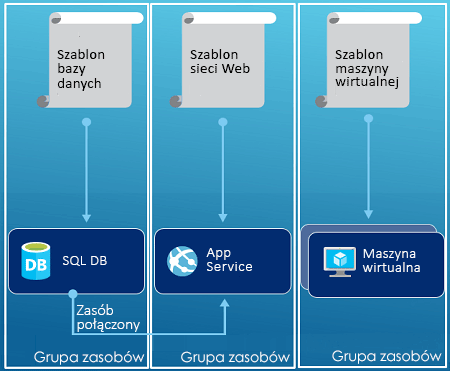 Szablon
bazy
danych
Szablon
sieci Web
Szablon
maszyny
wirtualnej
DB
SQL DB
App
Service
Maszyna
wirtualna
Zasób
połączony
Grupa zasobów
Grupa zasobów
Grupa zasobów